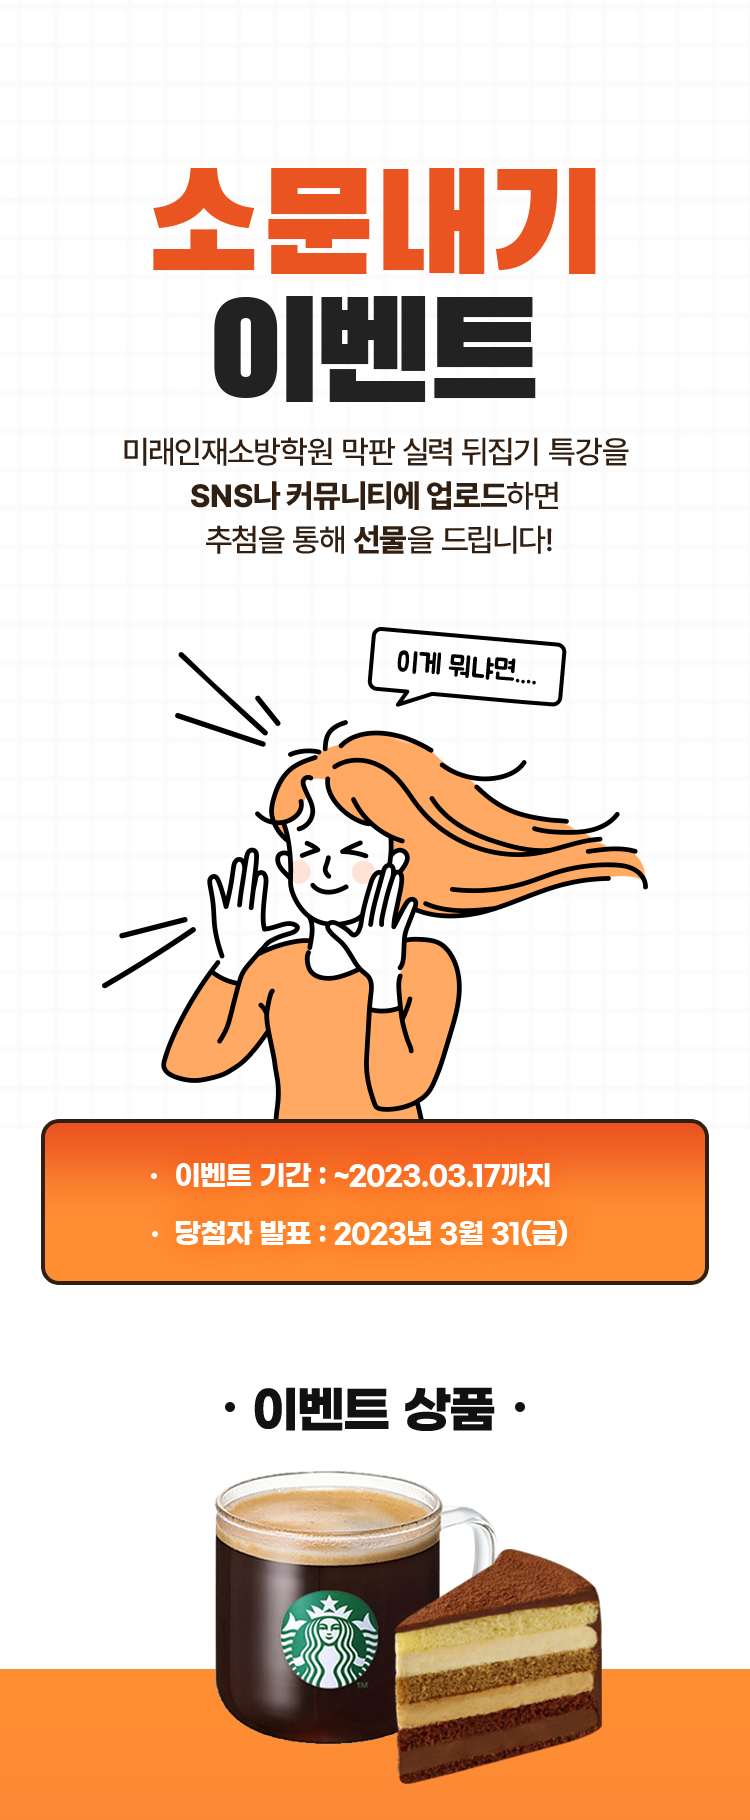 소문내기
이벤트
미래인재소방학원 막판 실력 뒤집기 특강을
SNS나 커뮤니티에 업로드하면
추첨을 통해 선물을 드립니다!
이게 뭐냐면....
· 이벤트 기간 : ~2023.03.17까지
· 당첨자 발표 : 2023년 3월 31(금)
· 이벤트 상품 ·
TM